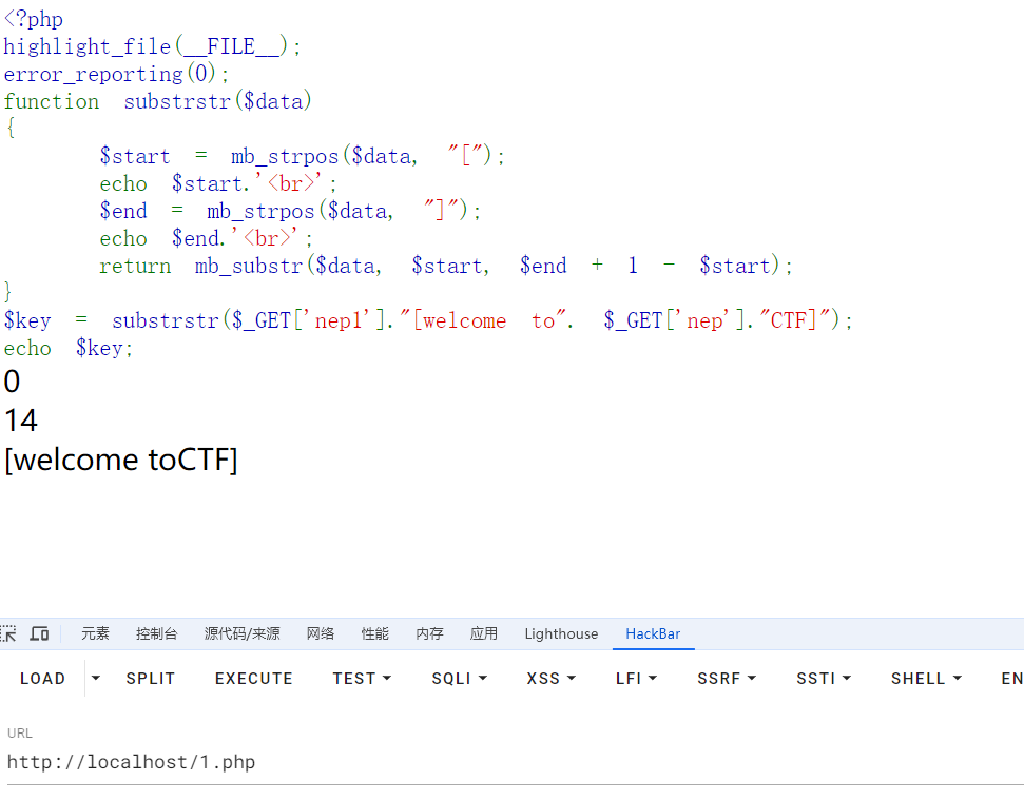 <?php
highlight_file(__FILE__);
error_reporting(0);
function substrstr($data)
{
$start = mb_strpos($data, "[");
echo $start.'<br>';
$end = mb_strpos($data, "]");
echo $end.'<br>';
return mb_substr($data, $start, $end + 1 - $start);
}
$key = substrstr($_GET['nep1']."[welcome to". $_GET['nep']."CTF]");
echo $key;
0
14
[welcome toCTF]
元素 控制台 源代码/来源 网络 性能 内存 应用 Lighthouse HackBar
LOAD SPLIT EXECUTE TEST SQLI XSS LFI SSRF SSTI SHELL EN
URL
http://localhost/1.php